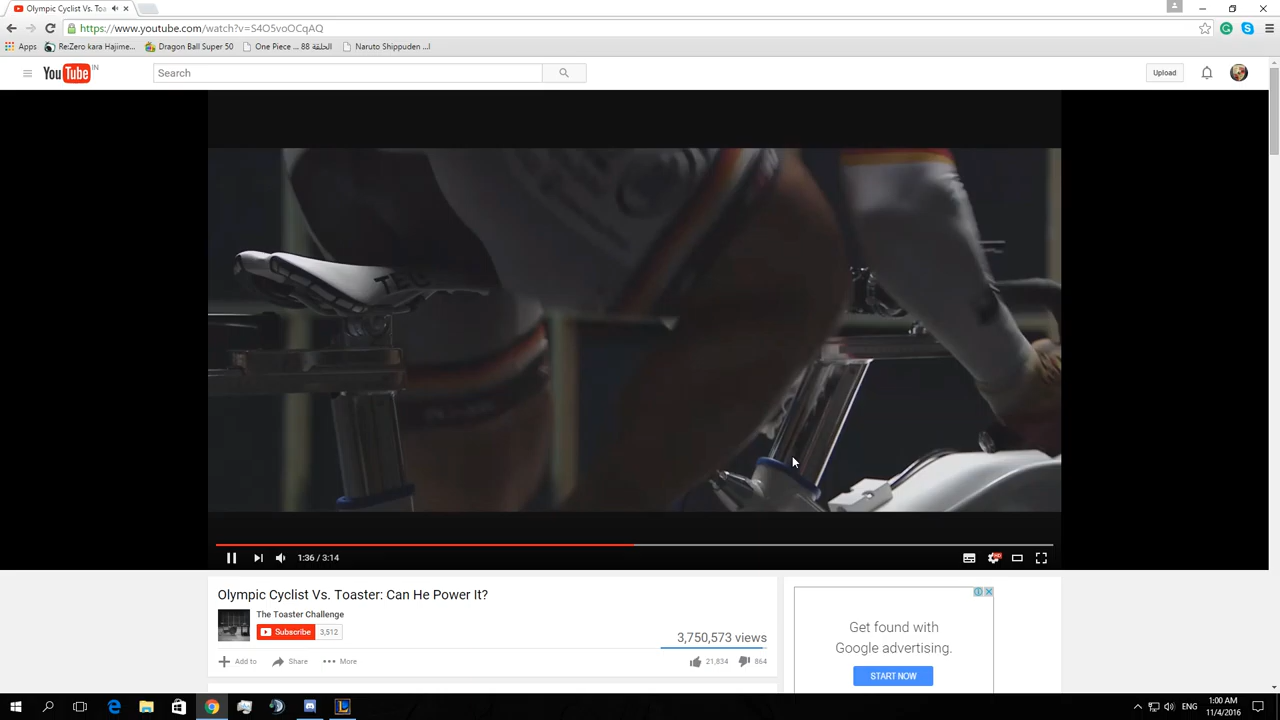 Olympic Cyclist Vs. Toa
https://www.youtube.com/watch?v=S4O5voOCqAQ
Apps Re:Zero kara Hajime... Dragon Ball Super 50 One Piece ... 88 الحلقة Naruto Shippuden ...l
YouTube IN Search Upload
TEL
1:36 / 3:14 HD
Olympic Cyclist Vs. Toaster: Can He Power It?
The Toaster Challenge
Subscribe 3,512
3,750,573 views
Add to Share More 21,834 864
Get found with
Google advertising.
START NOW
ENG 1:00 AM
11/4/2016